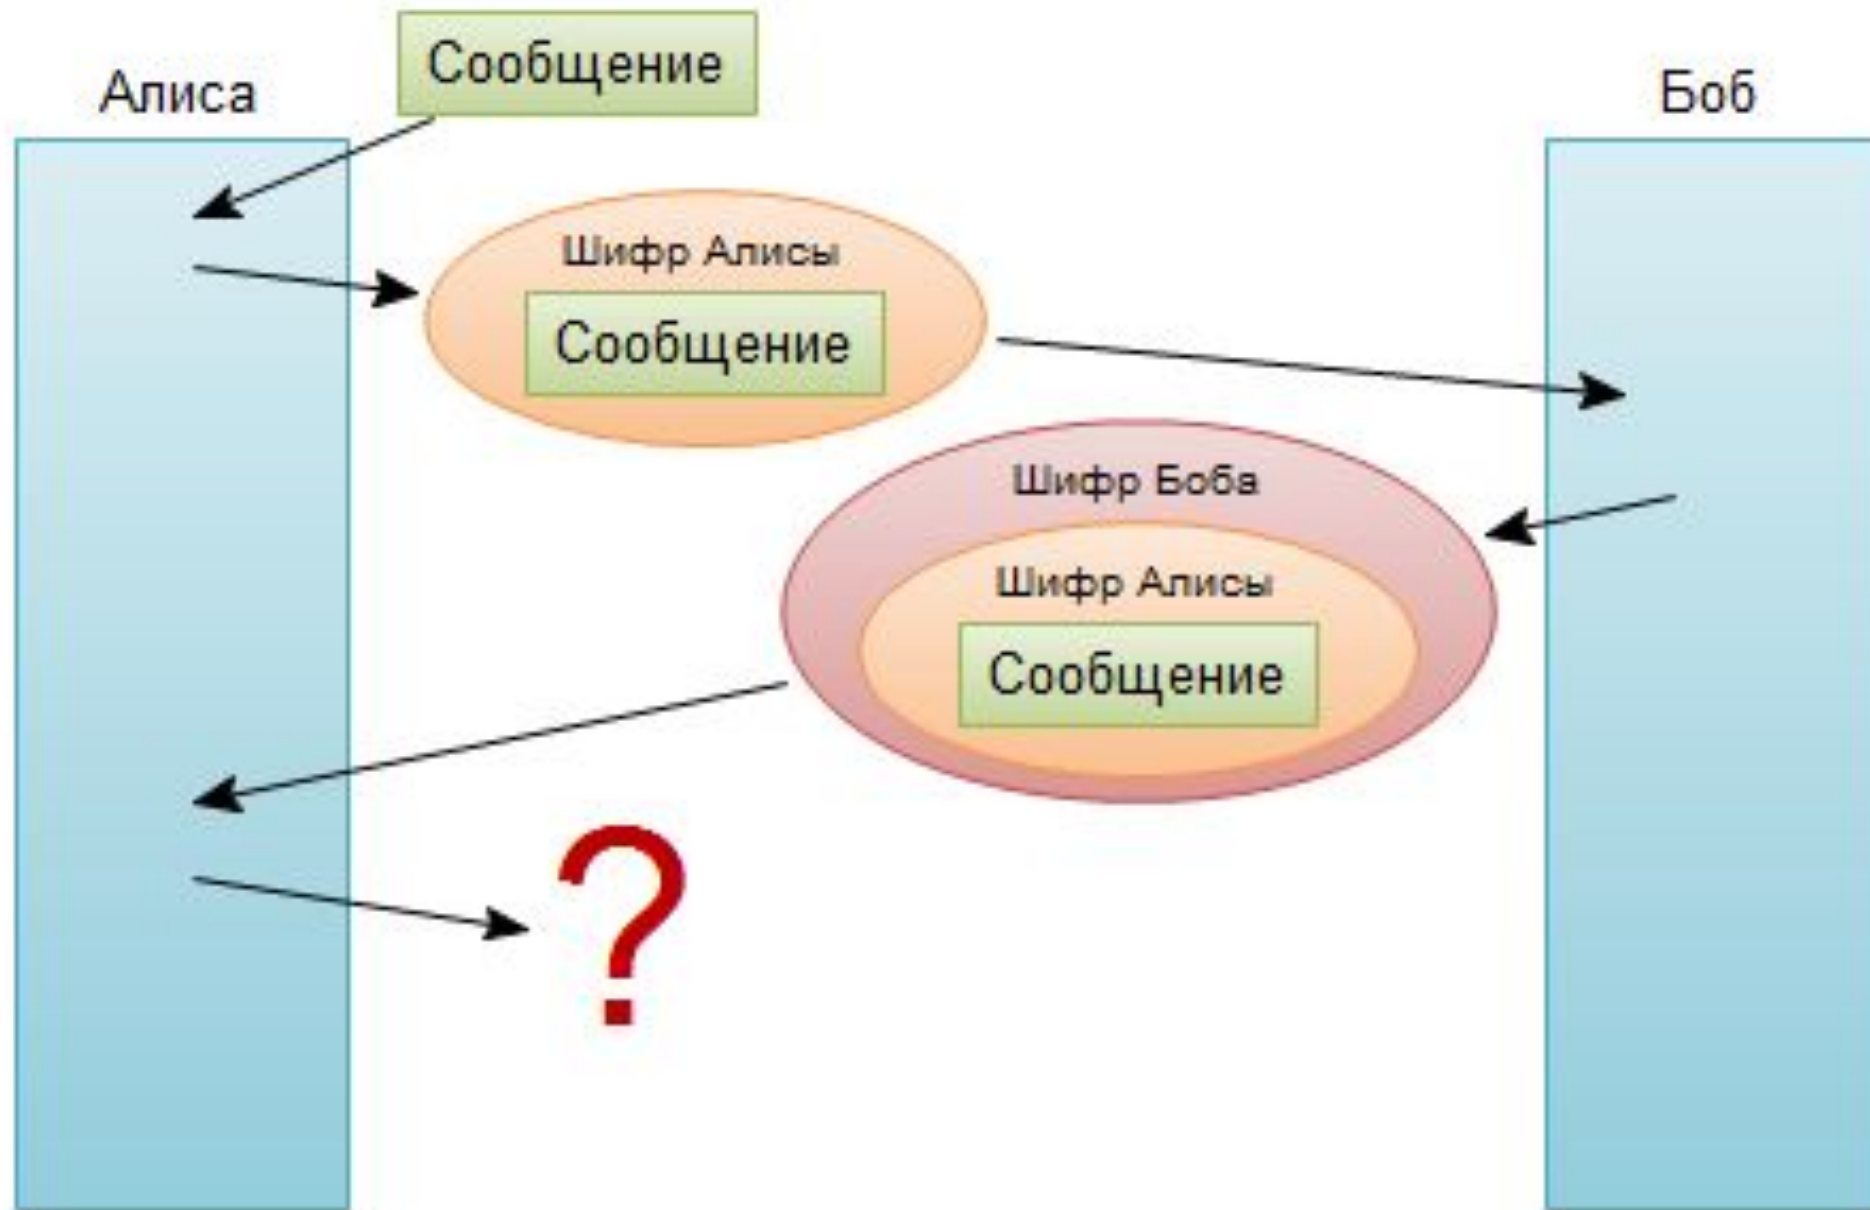 Сообщение
Алиса
Боб
Шифр Алисы
Сообщение
Шифр Боба
Шифр Алисы
Сообщение
?